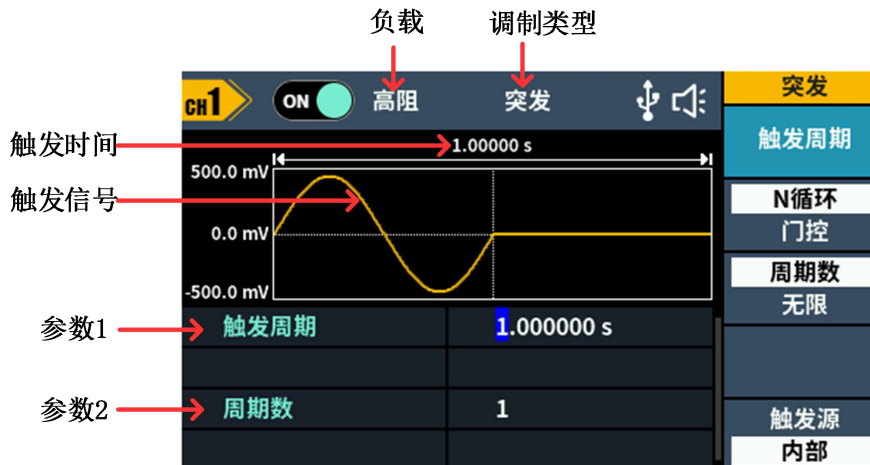 负载
调制类型
CH1
ON
高阻
突发
突发
触发时间
1.00000 s
触发周期
500.0 mV
触发信号
N循环
门控
0.0 mV
周期数
-500.0 mV
无限
参数1
触发周期
1.000000 s
参数2
周期数
1
触发源
内部